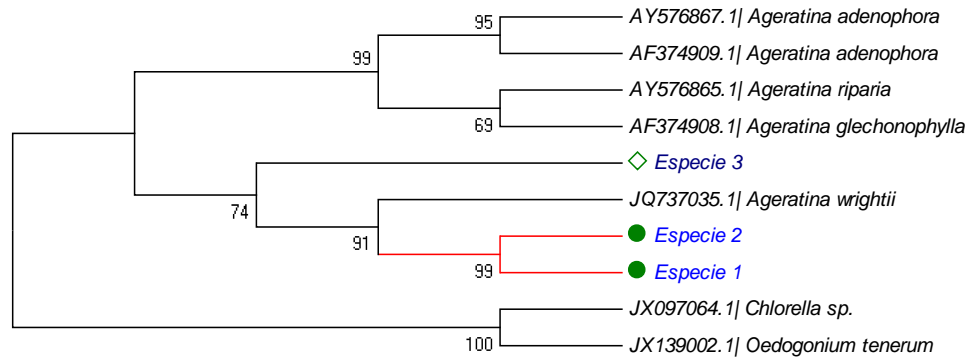 95
AY576867.1| Ageratina adenophora
AF374909.1| Ageratina adenophora
99
AY576865.1| Ageratina riparia
69
AF374908.1| Ageratina glechonophylla
Especie 3
74
JQ737035.1| Ageratina wrightii
91
Especie 2
99
Especie 1
JX097064.1| Chlorella sp.
100
JX139002.1| Oedogonium tenerum